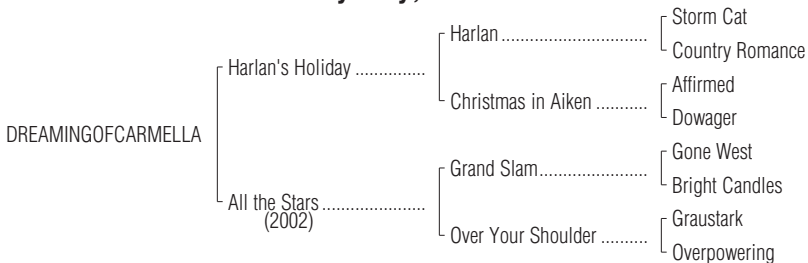 Storm Cat
Harlan ................................
Country Romance
Harlan's Holiday ...............
Affirmed
Christmas in Aiken ...........
Dowager
DREAMINGOFCARMELLA
Gone West
Grand Slam.......................
Bright Candles
All the Stars ......................
(2002)
Graustark
Over Your Shoulder ..........
Overpowering